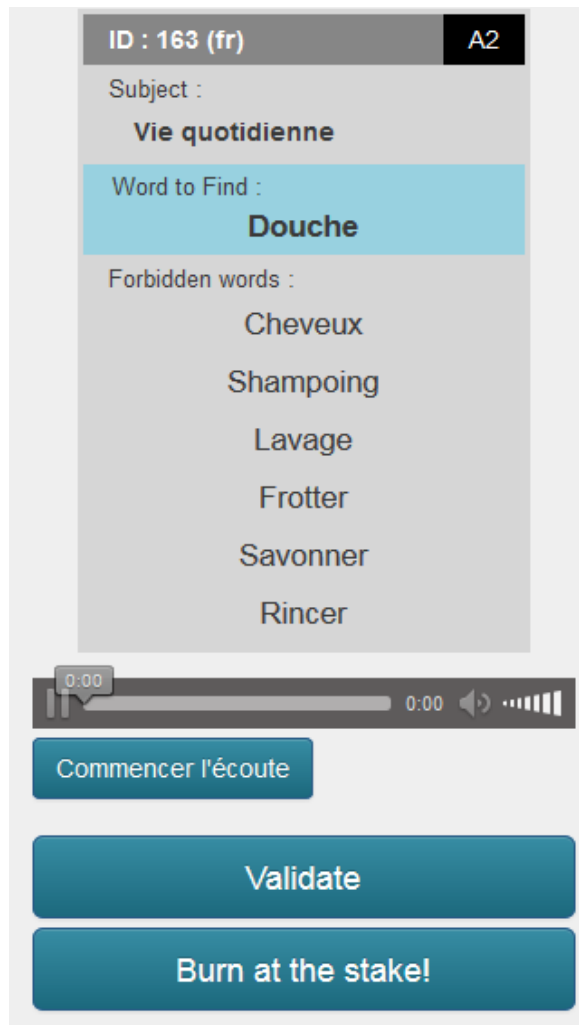 ID : 163 (fr) A2
Subject :
Vie quotidienne
Word to Find :
Douche
Forbidden words :
Cheveux
Shampoing
Lavage
Frotter
Savonner
Rincer
0:00
0:00
Commencer l'écoute
Validate
Burn at the stake!